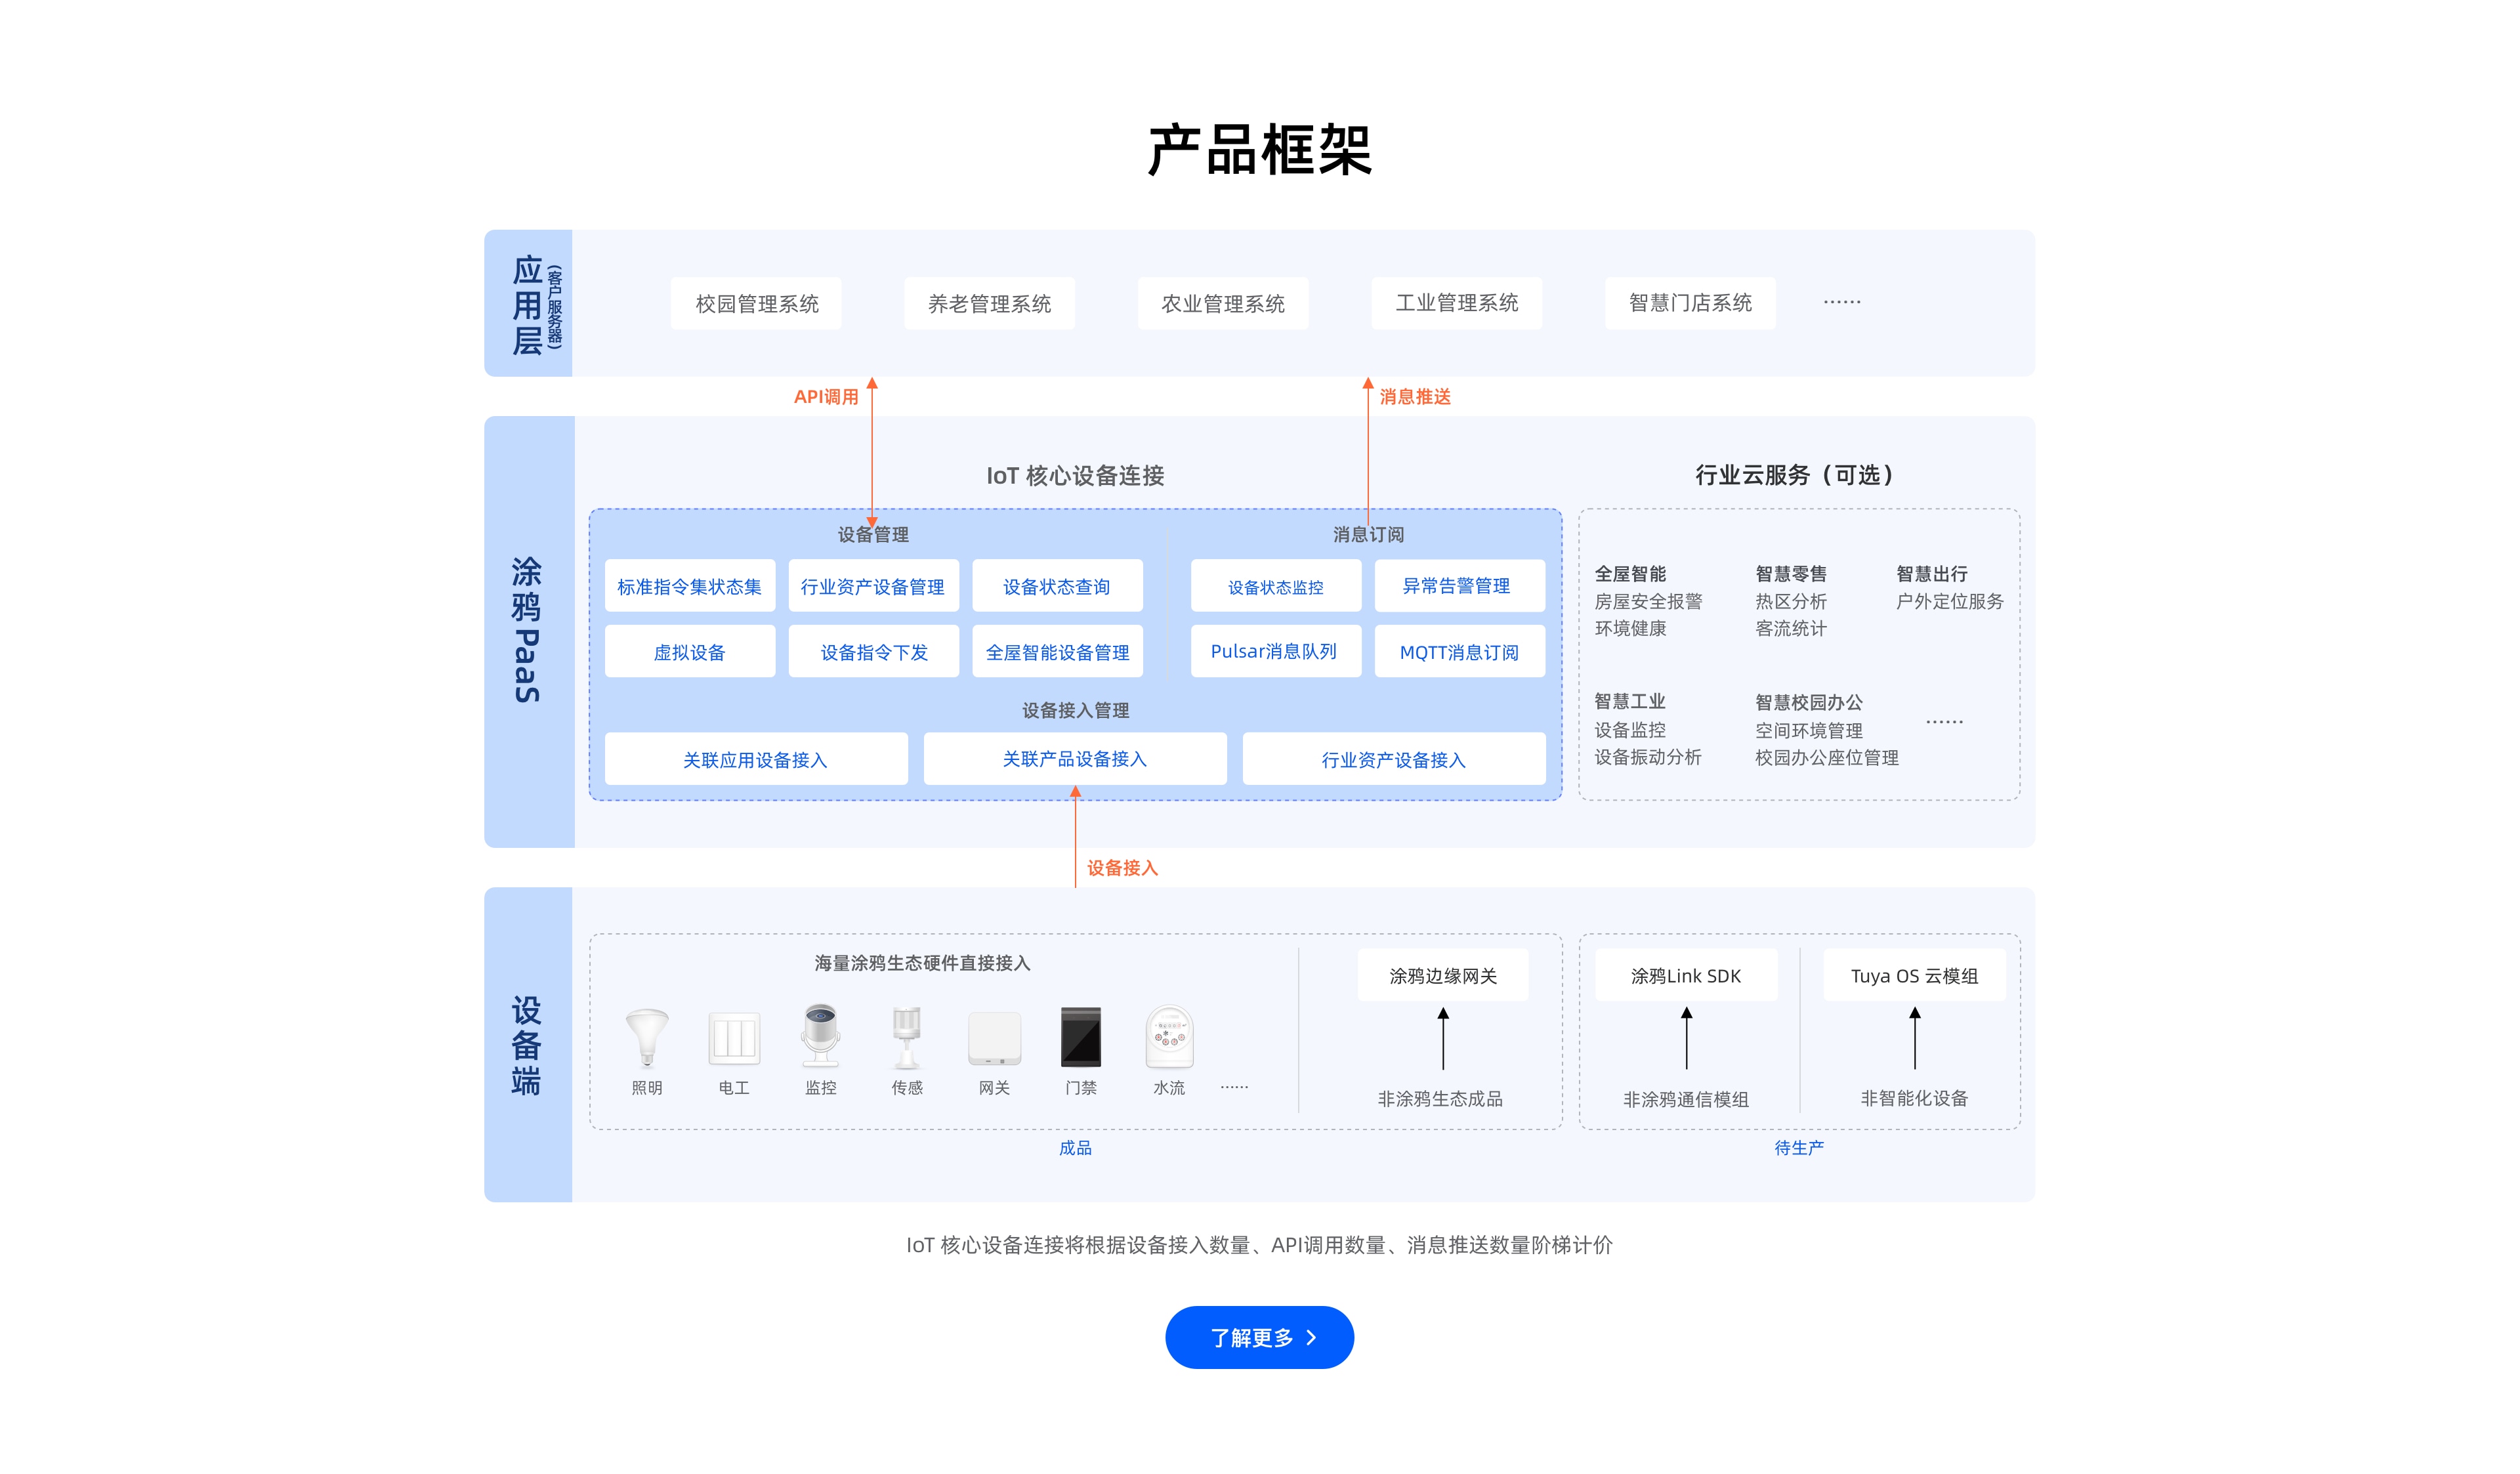 产品框架
应用层
(客户服务器)
校园管理系统
养老管理系统
农业管理系统
工业管理系统
智慧门店系统
······
API调用
消息推送
涂鸦PaaS
IoT 核心设备连接
设备管理
消息订阅
标准指令集状态集
行业资产设备管理
设备状态查询
设备状态监控
异常告警管理
虚拟设备
设备指令下发
全屋智能设备管理
Pulsar消息队列
MQTT消息订阅
设备接入管理
关联应用设备接入
关联产品设备接入
行业资产设备接入
行业云服务（可选）
全屋智能
房屋安全报警
环境健康
智慧零售
热区分析
客流统计
智慧出行
户外定位服务
智慧工业
设备监控
设备振动分析
智慧校园办公
空间环境管理
校园办公座位管理
······
设备接入
设备端
海量涂鸦生态硬件直接接入
照明
电工
监控
传感
网关
门禁
水流
······
涂鸦边缘网关
非涂鸦生态成品
成品
涂鸦Link SDK
非涂鸦通信模组
Tuya OS 云模组
非智能化设备
待生产
IoT 核心设备连接将根据设备接入数量、API调用数量、消息推送数量阶梯计价
了解更多 >